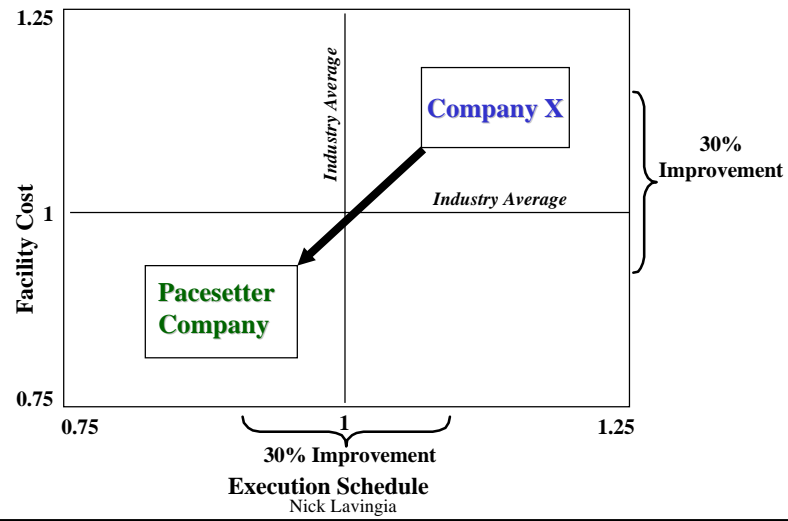 1.25
Industry Average
Company X
30%
Improvement
Industry Average
1
Facility Cost
Pacesetter
Company
0.75
0.75
1
1.25
30% Improvement
Execution Schedule
Nick Lavingia